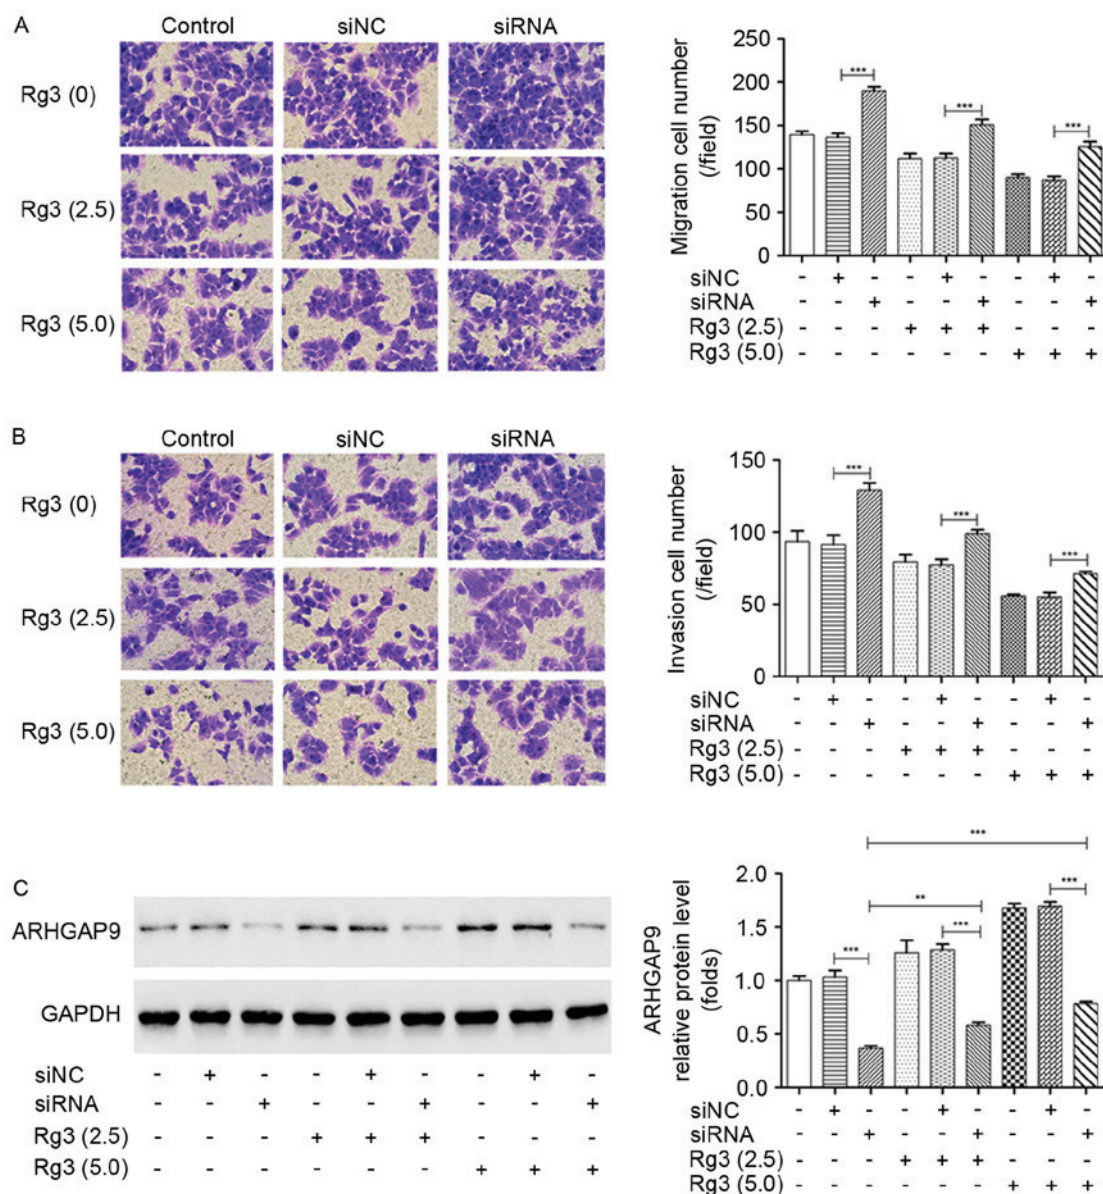 A
Control siNC siRNA
Rg3 (0)
Rg3 (2.5)
Rg3 (5.0)
Migration cell number
(/field)
250
200
150
100
50
0
*** *** ***
siNC - + - - + - - + -
siRNA - - + - - + - - +
Rg3 (2.5) - - - + + + - - -
Rg3 (5.0) - - - - - - + + +
B
Control siNC siRNA
Rg3 (0)
Rg3 (2.5)
Rg3 (5.0)
Invasion cell number
(/field)
150
100
50
0
*** *** ***
siNC - + - - + - - + -
siRNA - - + - - + - - +
Rg3 (2.5) - - - + + + - - -
Rg3 (5.0) - - - - - - + + +
C
ARHGAP9
GAPDH
siNC - + - - + - - + -
siRNA - - + - - + - - +
Rg3 (2.5) - - - + + + - - -
Rg3 (5.0) - - - - - - + + +
ARHGAP9
relative protein level
(folds)
2.0
1.5
1.0
0.5
0.0
***
**
*** *** ***
siNC - + - - + - - + -
siRNA - - + - - + - - +
Rg3 (2.5) - - - + + + - - -
Rg3 (5.0) - - - - - - + + +